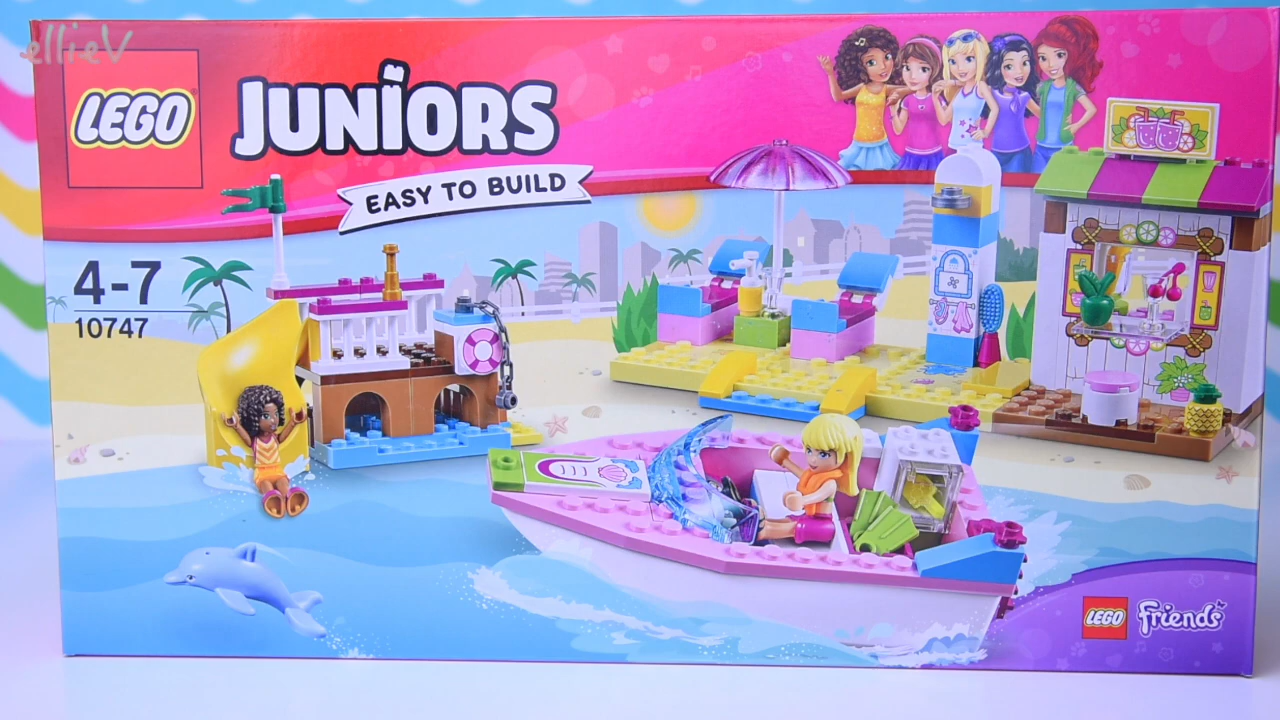 ellieV
LEGO
JUNIORS
EASY TO BUILD
4-7
10747
LEGO Friends